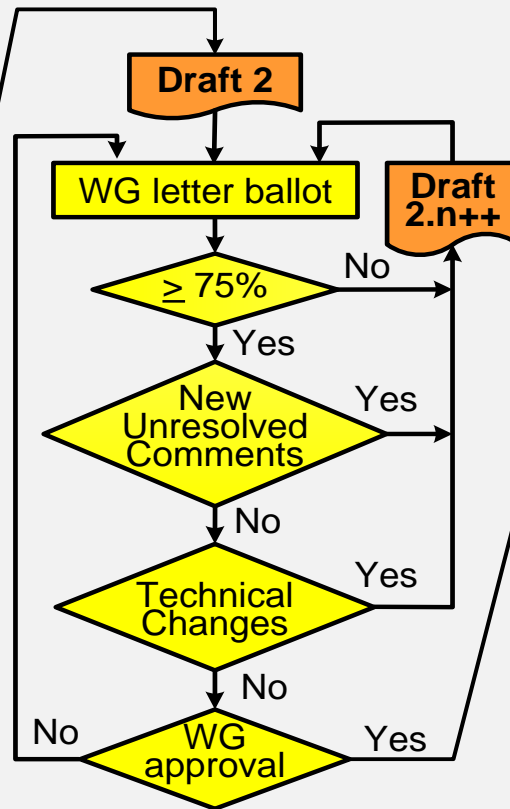 Draft 2
WG letter ballot
Draft
2.n++
≥ 75%
No
Yes
New
Unresolved
Comments
Yes
No
Technical
Changes
Yes
No
No
WG
approval
Yes